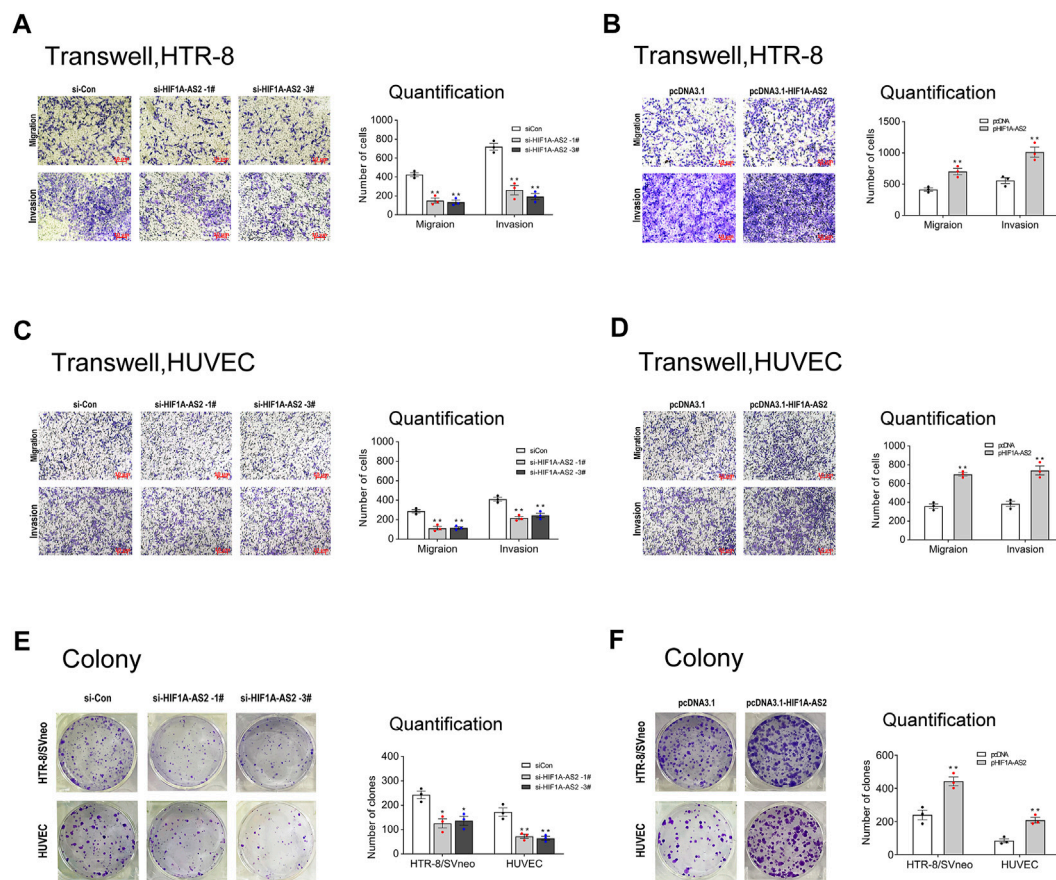 A
Transwell,HTR-8
si-Con si-HIF1A-AS2 -1# si-HIF1A-AS2 -3#
Migration
Invasion
Quantification
Number of cells
1000
800
600
400
200
0
siCon
si-HIF1A-AS2 -1#
si-HIF1A-AS2 -3#
** ** ** **
Migraion Invasion
B
Transwell,HTR-8
pcDNA3.1 pcDNA3.1-HIF1A-AS2
Migration
Invasion
Quantification
Number of cells
1500
1000
500
0
pcDNA
pHIF1A-AS2
** **
Migraion Invasion
C
Transwell,HUVEC
si-Con si-HIF1A-AS2 -1# si-HIF1A-AS2 -3#
Migration
Invasion
Quantification
Number of cells
1000
800
600
400
200
0
siCon
si-HIF1A-AS2 -1#
si-HIF1A-AS2 -3#
** ** ** **
Migraion Invasion
D
Transwell,HUVEC
pcDNA3.1 pcDNA3.1-HIF1A-AS2
Migration
Invasion
Quantification
Number of cells
1000
800
600
400
200
0
pcDNA
pHIF1A-AS2
** **
Migraion Invasion
E
Colony
si-Con si-HIF1A-AS2 -1# si-HIF1A-AS2 -3#
HTR-8/SVneo
HUVEC
Quantification
Number of clones
400
300
200
100
0
siCon
si-HIF1A-AS2 -1#
si-HIF1A-AS2 -3#
* * ** **
HTR-8/SVneo HUVEC
F
Colony
pcDNA3.1 pcDNA3.1-HIF1A-AS2
HTR-8/SVneo
HUVEC
Quantification
Number of clones
600
400
200
0
pcDNA
pHIF1A-AS2
** **
HTR-8/SVneo HUVEC